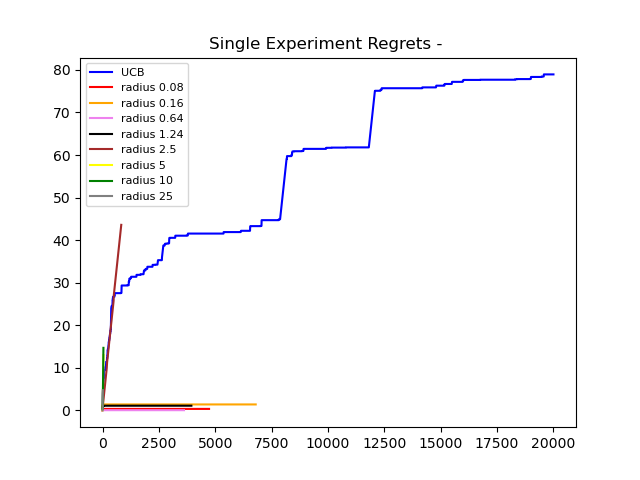 Single Experiment Regrets -
80
70
60
50
40
30
20
10
0
UCB
radius 0.08
radius 0.16
radius 0.64
radius 1.24
radius 2.5
radius 5
radius 10
radius 25
0 2500 5000 7500 10000 12500 15000 17500 20000